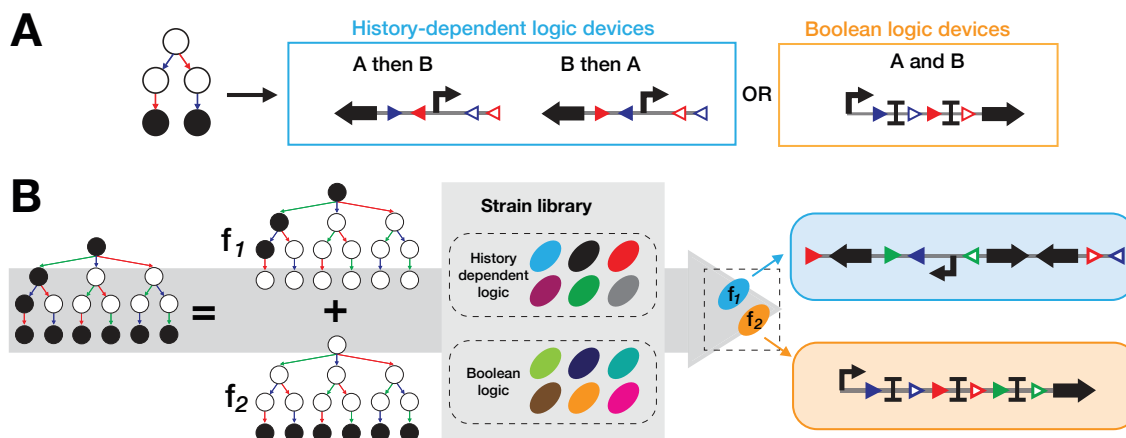 A
History-dependent logic devices
A then B
B then A
OR
Boolean logic devices
A and B
B
f1
=
+
f2
Strain library
History
dependent
logic
Boolean
logic
f1
f2